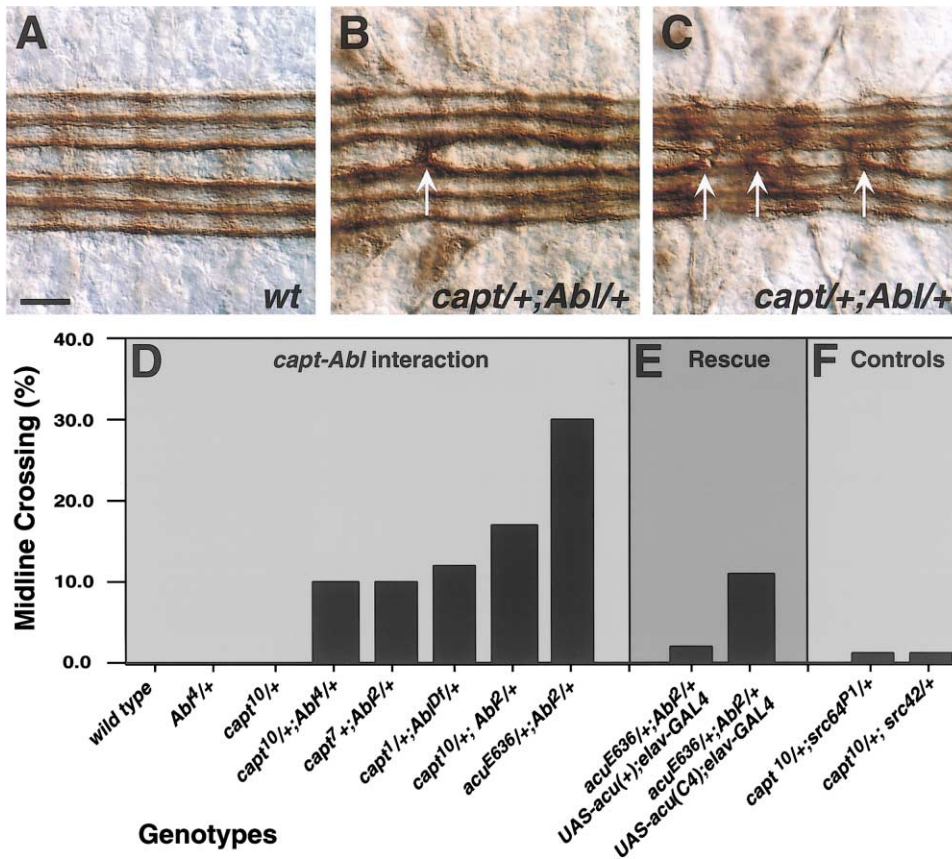 A
wt
B
capt/+;Abl/+
C
capt/+;Abl/+
Midline Crossing (%)
40.0
30.0
20.0
10.0
0.0
D
capt-Abl interaction
E
Rescue
F
Controls
wild type
Abl4/+
capt10/+
capt10/+;Abl4/+
capt7+;Abl2/+
capt1/+;AblDf/+
capt10/+; Abl2/+
acuE636/+;Abl2/+
acuE636/+;Abl2/+
UAS-acu(+);elav-GAL4
acuE636/+;Abl2/+
UAS-acu(C4);elav-GAL4
capt 10/+;src64P1/+
capt10/+; src42/+
Genotypes